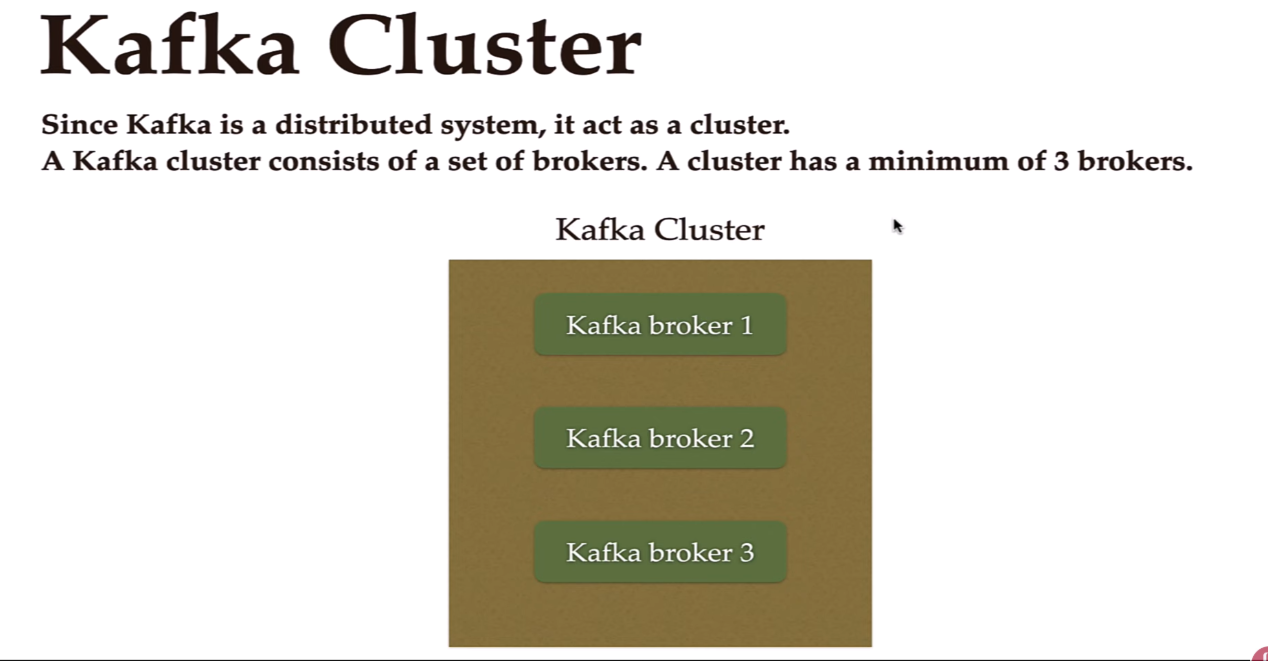 Kafka Cluster
Since Kafka is a distributed system, it act as a cluster.
A Kafka cluster consists of a set of brokers. A cluster has a minimum of 3 brokers.
Kafka Cluster
Kafka broker 1
Kafka broker 2
Kafka broker 3